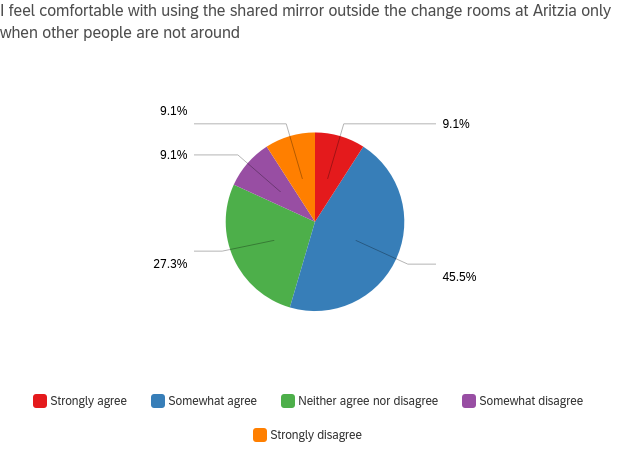 I feel comfortable with using the shared mirror outside the change rooms at Aritzia only
when other people are not around
9.1%
9.1%
9.1%
27.3%
45.5%
Strongly agree
Somewhat agree
Neither agree nor disagree
Somewhat disagree
Strongly disagree